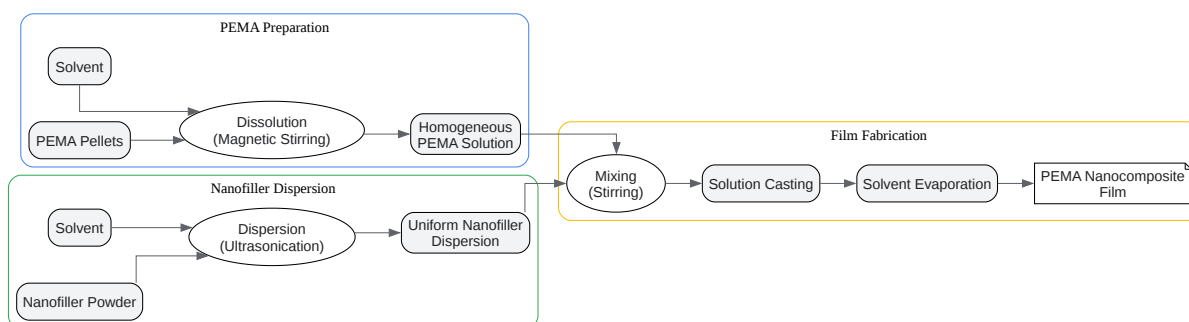 PEMA Preparation
Solvent
PEMA Pellets
Dissolution
(Magnetic Stirring)
Homogeneous
PEMA Solution
Nanofiller Dispersion
Solvent
Nanofiller Powder
Dispersion
(Ultrasonication)
Uniform Nanofiller
Dispersion
Film Fabrication
Mixing
(Stirring)
Solution Casting
Solvent Evaporation
PEMA Nanocomposite
Film